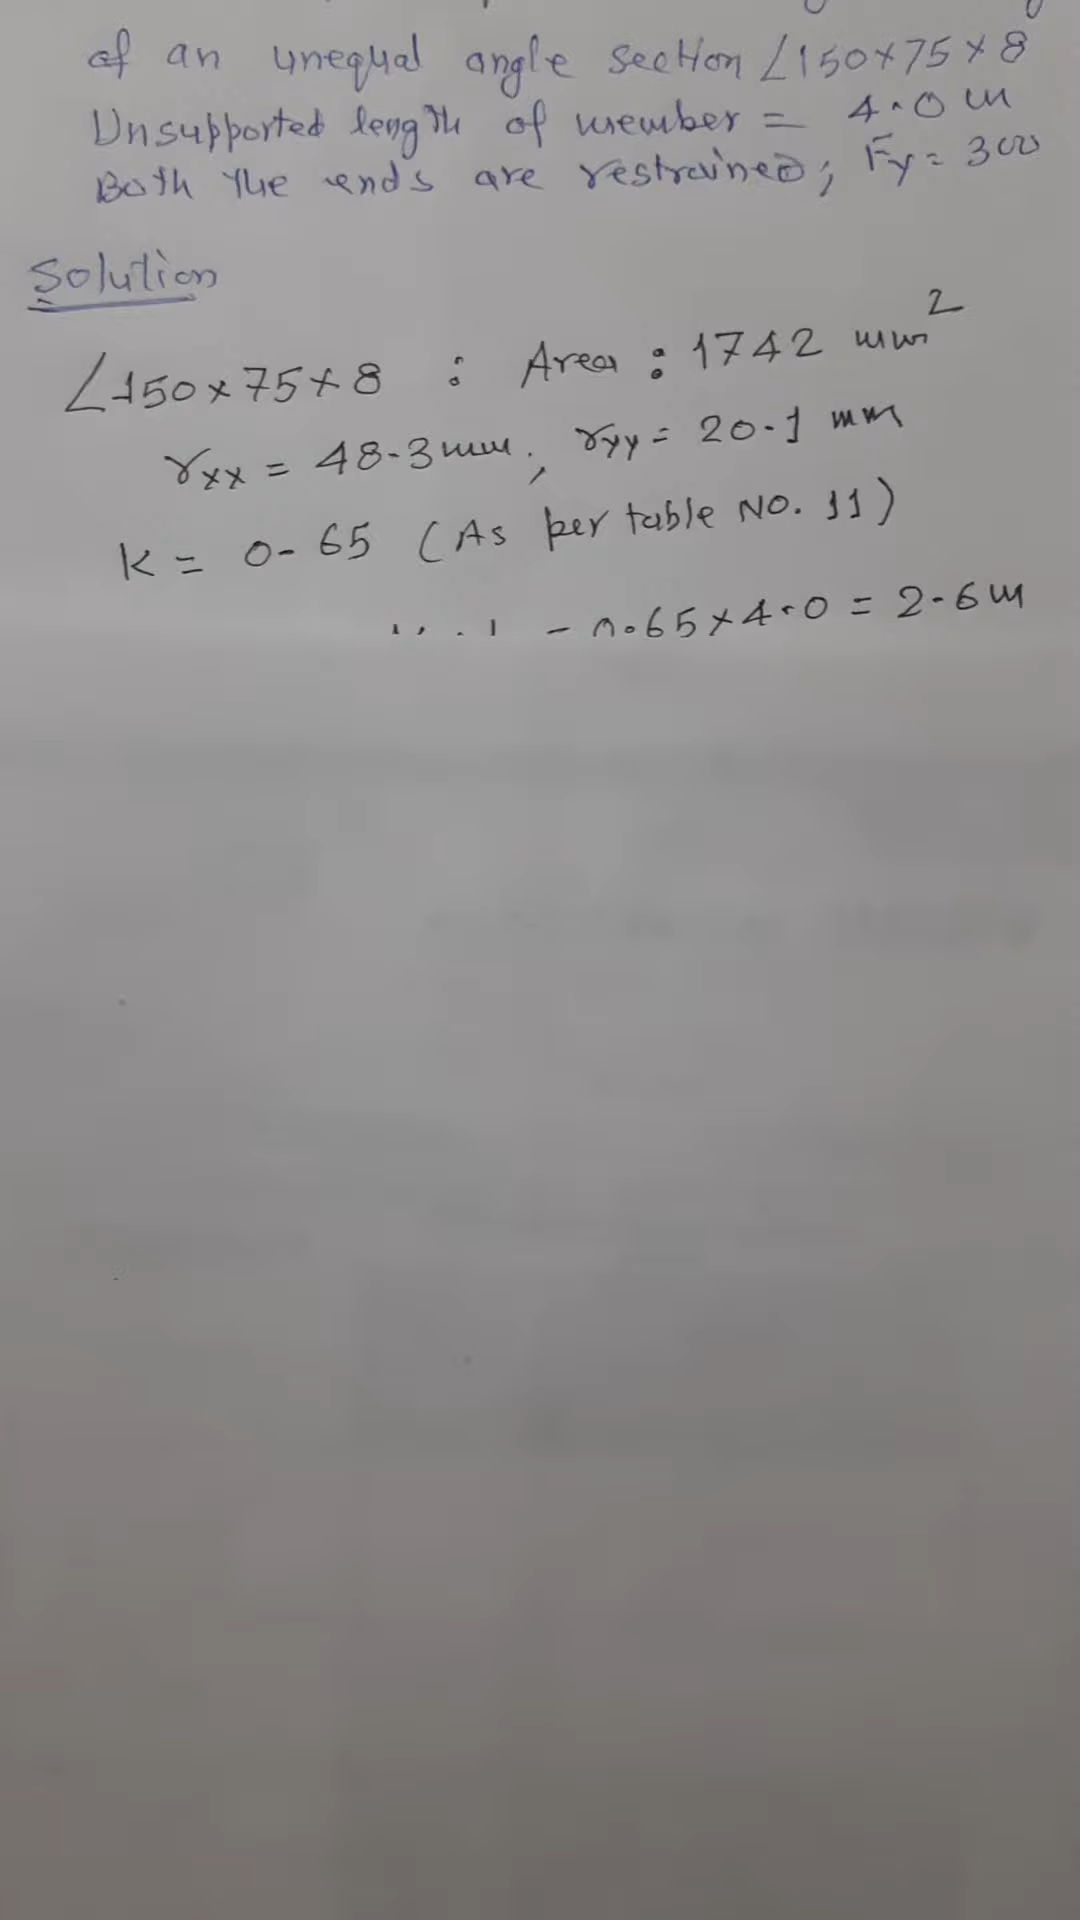 of an unequal angle section ∠150×75×8
Unsupported length of member = 4.0 m
Both the ends are restrained; Fy = 300
Solution
∠150×75×8 : Area : 1742 mm²
rxx = 48.3 mm, ryy = 20.1 mm
K = 0.65 (As per table NO. 11)
= 0.65×4.0 = 2.6 m